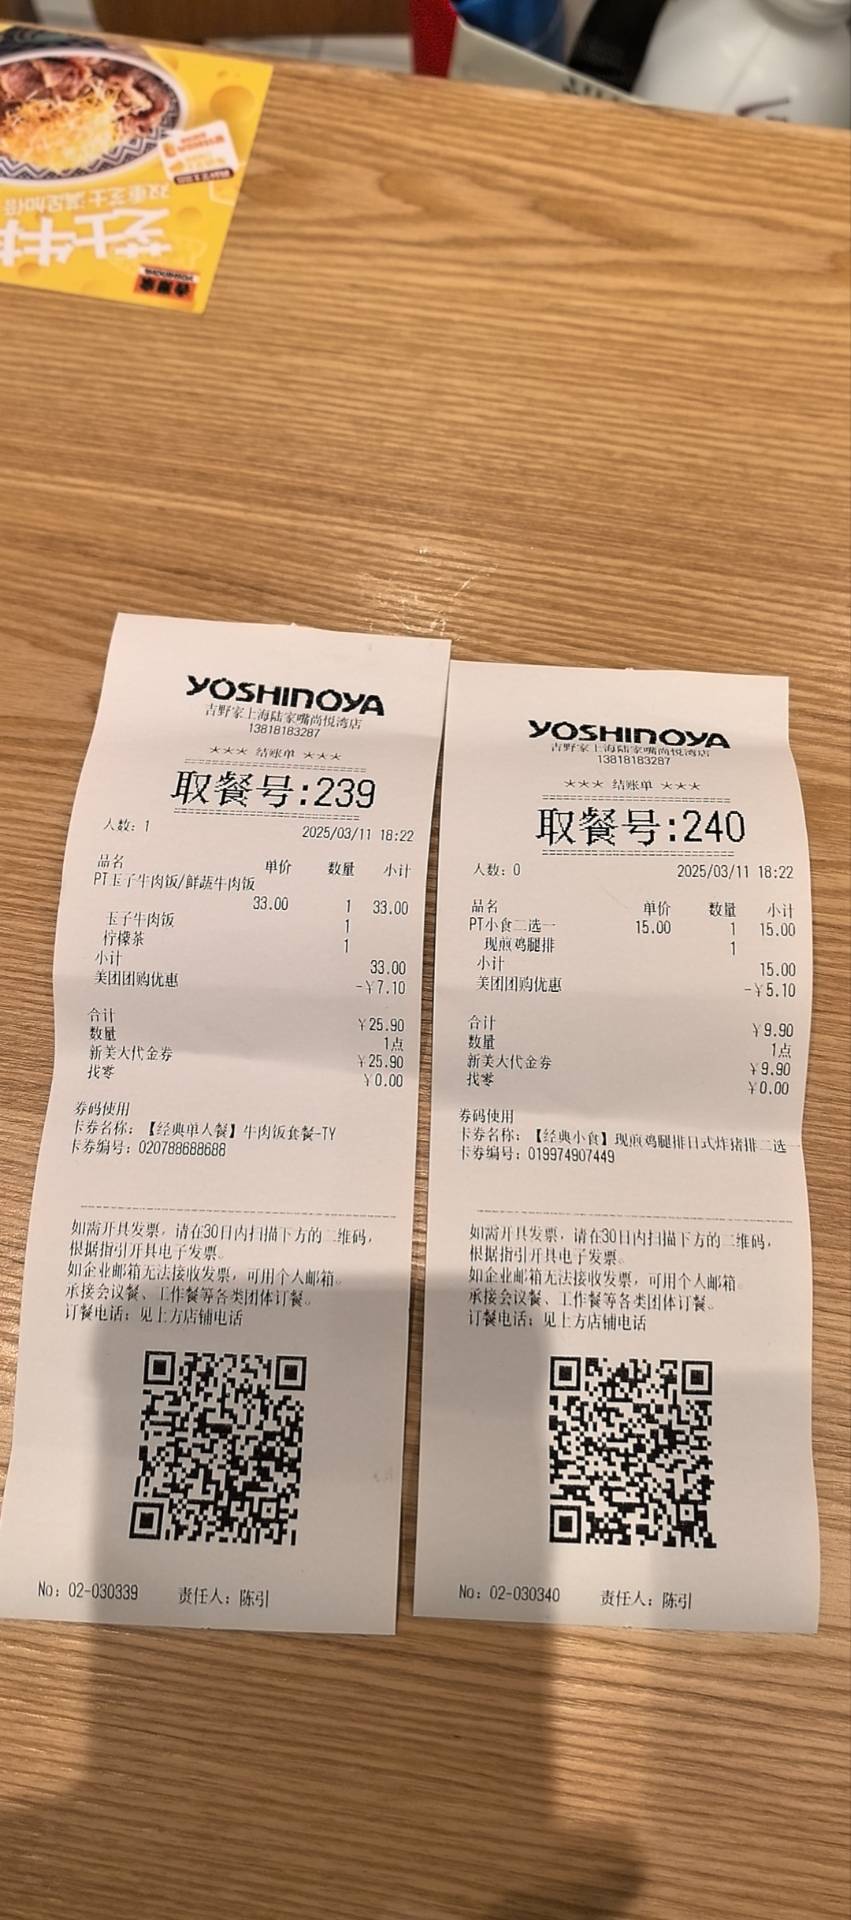 双重芝士满足加倍
芝士牛
吉野家
YOSHINOYA
吉野家上海陆家嘴尚悦湾店
13818183287
*** 结账单 ***
取餐号:239
人数: 1 2025/03/11 18:22
品名 单价 数量 小计
PT玉子牛肉饭/鲜蔬牛肉饭
33.00 1 33.00
玉子牛肉饭 1
柠檬茶 1
小计 33.00
美团团购优惠 -¥7.10
合计 ¥25.90
数量 1点
新美大代金券 ¥25.90
找零 ¥0.00
券码使用
卡券名称: 【经典单人餐】牛肉饭套餐-TY
卡券编号: 020788688688
如需开具发票，请在30日内扫描下方的二维码，
根据指引开具电子发票。
如企业邮箱无法接收发票，可用个人邮箱。
承接会议餐、工作餐等各类团体订餐。
订餐电话: 见上方店铺电话
No: 02-030339 责任人: 陈引
YOSHINOYA
吉野家上海陆家嘴尚悦湾店
13818183287
*** 结账单 ***
取餐号:240
人数: 0 2025/03/11 18:22
品名 单价 数量 小计
PT小食二选一 15.00 1 15.00
现煎鸡腿排 1
小计 15.00
美团团购优惠 -¥5.10
合计 ¥9.90
数量 1点
新美大代金券 ¥9.90
找零 ¥0.00
券码使用
卡券名称: 【经典小食】现煎鸡腿排日式炸猪排二选一
卡券编号: 019974907449
如需开具发票，请在30日内扫描下方的二维码，
根据指引开具电子发票。
如企业邮箱无法接收发票，可用个人邮箱。
承接会议餐、工作餐等各类团体订餐。
订餐电话: 见上方店铺电话
No: 02-030340 责任人: 陈引